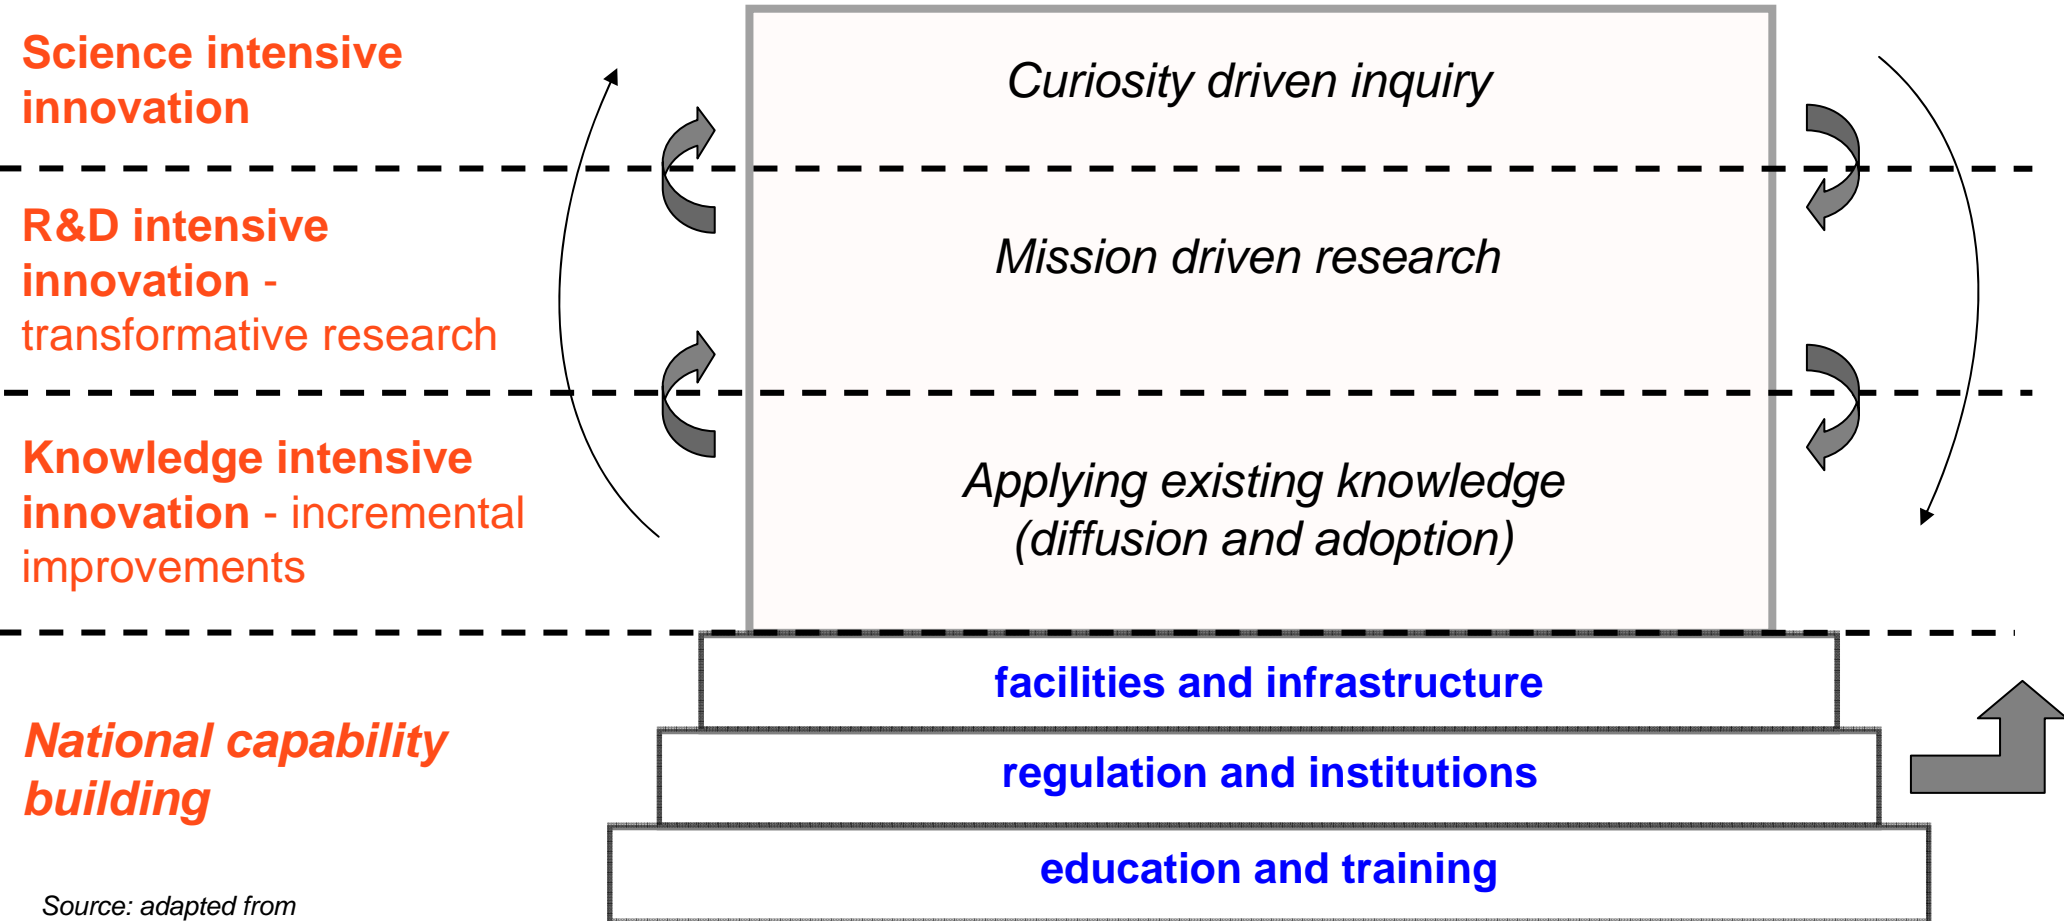 Science intensive
innovation
Curiosity driven inquiry
R&D intensive
innovation -
transformative research
Mission driven research
Knowledge intensive
innovation - incremental
improvements
Applying existing knowledge
(diffusion and adoption)
facilities and infrastructure
National capability
building
regulation and institutions
education and training
Source: adapted from